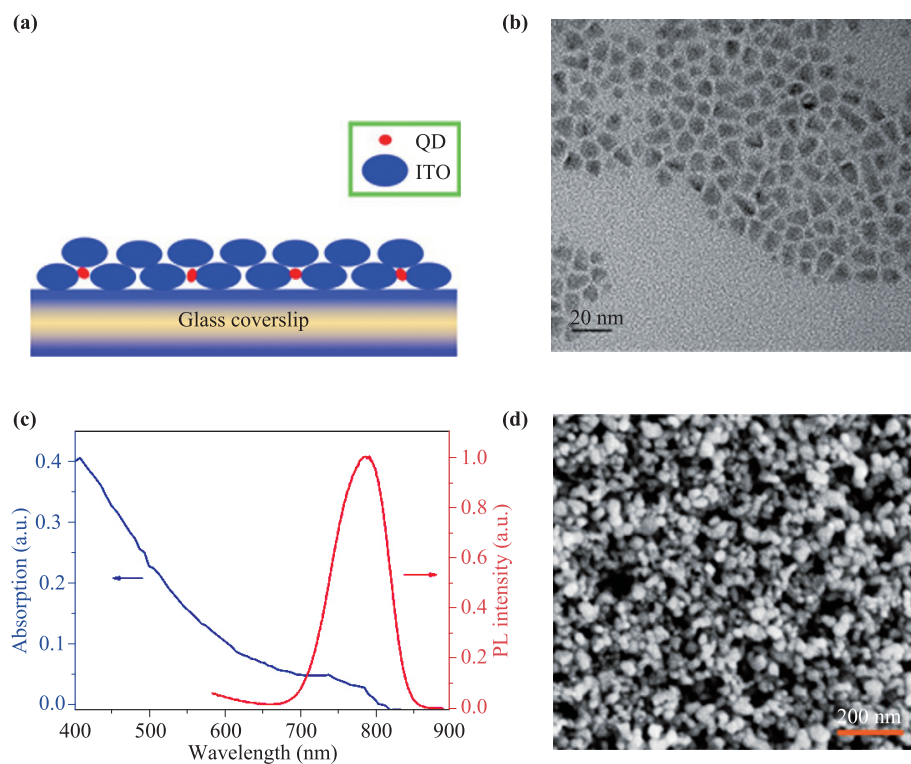 (a)
QD
ITO
Glass coverslip
(b)
20 nm
(c)
Absorption (a.u.)
0.4
0.3
0.2
0.1
0.0
400 500 600 700 800 900
Wavelength (nm)
1.0
0.8
0.6
0.4
0.2
0.0
PL intensity (a.u.)
(d)
200 nm